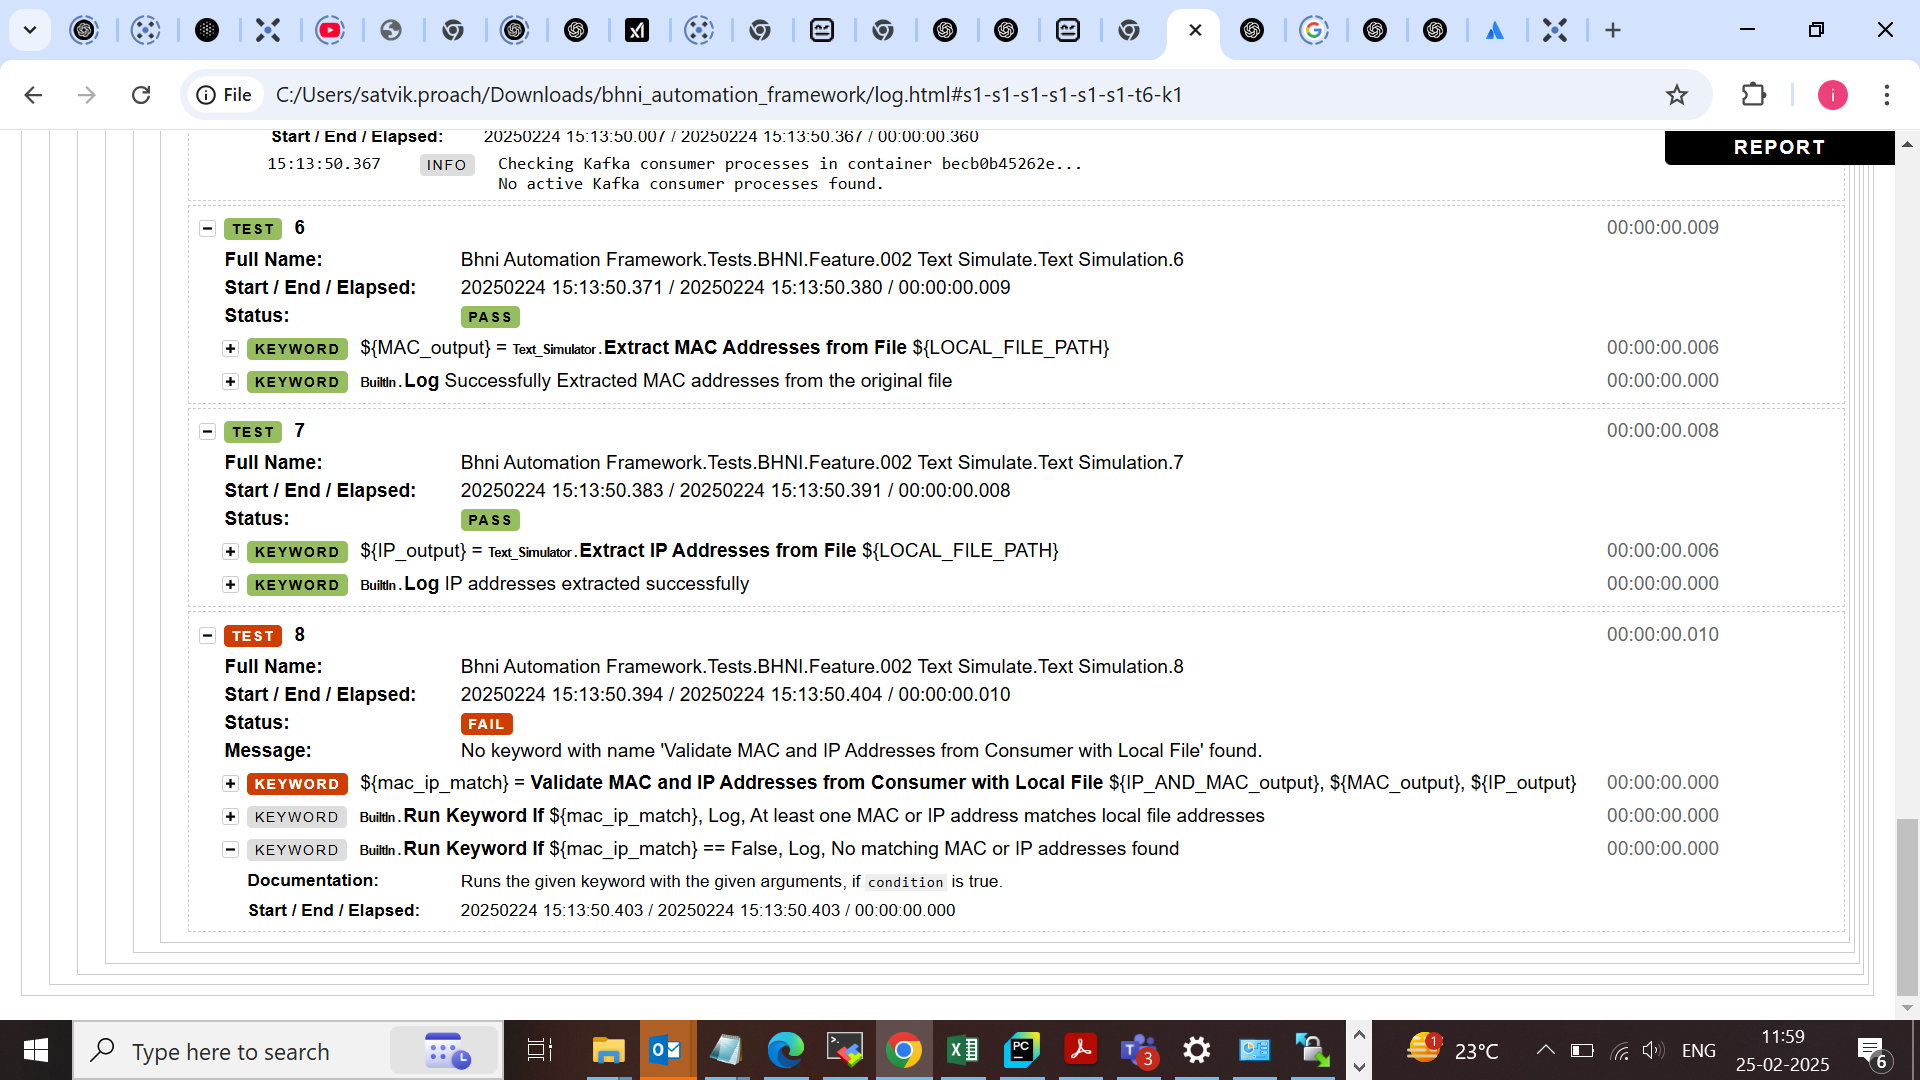 File
C:/Users/satvik.proach/Downloads/bhni_automation_framework/log.html#s1-s1-s1-s1-s1-s1-t6-k1
i
REPORT
Start / End / Elapsed: 20250224 15:13:50.007 / 20250224 15:13:50.367 / 00:00:00.360
15:13:50.367 INFO Checking Kafka consumer processes in container becb0b45262e...
No active Kafka consumer processes found.
TEST 6 00:00:00.009
Full Name: Bhni Automation Framework.Tests.BHNI.Feature.002 Text Simulate.Text Simulation.6
Start / End / Elapsed: 20250224 15:13:50.371 / 20250224 15:13:50.380 / 00:00:00.009
Status: PASS
KEYWORD ${MAC_output} = Text_Simulator.Extract MAC Addresses from File ${LOCAL_FILE_PATH} 00:00:00.006
KEYWORD BuiltIn.Log Successfully Extracted MAC addresses from the original file 00:00:00.000
TEST 7 00:00:00.008
Full Name: Bhni Automation Framework.Tests.BHNI.Feature.002 Text Simulate.Text Simulation.7
Start / End / Elapsed: 20250224 15:13:50.383 / 20250224 15:13:50.391 / 00:00:00.008
Status: PASS
KEYWORD ${IP_output} = Text_Simulator.Extract IP Addresses from File ${LOCAL_FILE_PATH} 00:00:00.006
KEYWORD BuiltIn.Log IP addresses extracted successfully 00:00:00.000
TEST 8 00:00:00.010
Full Name: Bhni Automation Framework.Tests.BHNI.Feature.002 Text Simulate.Text Simulation.8
Start / End / Elapsed: 20250224 15:13:50.394 / 20250224 15:13:50.404 / 00:00:00.010
Status: FAIL
Message: No keyword with name 'Validate MAC and IP Addresses from Consumer with Local File' found.
KEYWORD ${mac_ip_match} = Validate MAC and IP Addresses from Consumer with Local File ${IP_AND_MAC_output}, ${MAC_output}, ${IP_output} 00:00:00.000
KEYWORD BuiltIn.Run Keyword If ${mac_ip_match}, Log, At least one MAC or IP address matches local file addresses 00:00:00.000
KEYWORD BuiltIn.Run Keyword If ${mac_ip_match} == False, Log, No matching MAC or IP addresses found 00:00:00.000
Documentation: Runs the given keyword with the given arguments, if condition is true.
Start / End / Elapsed: 20250224 15:13:50.403 / 20250224 15:13:50.403 / 00:00:00.000
Type here to search
3
1
23°C
ENG
11:59
25-02-2025
6